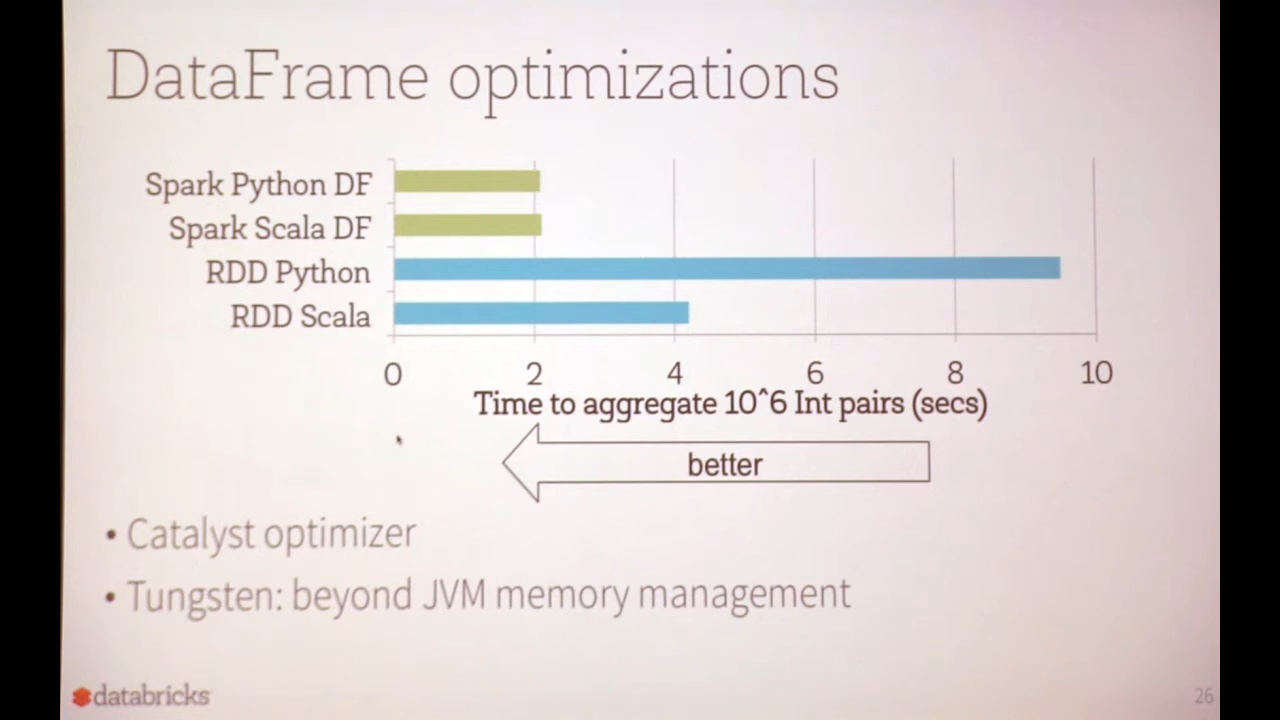 DataFrame optimizations
Spark Python DF
Spark Scala DF
RDD Python
RDD Scala
0 2 4 6 8 10
Time to aggregate 10^6 Int pairs (secs)
better
• Catalyst optimizer
• Tungsten: beyond JVM memory management
databricks
26